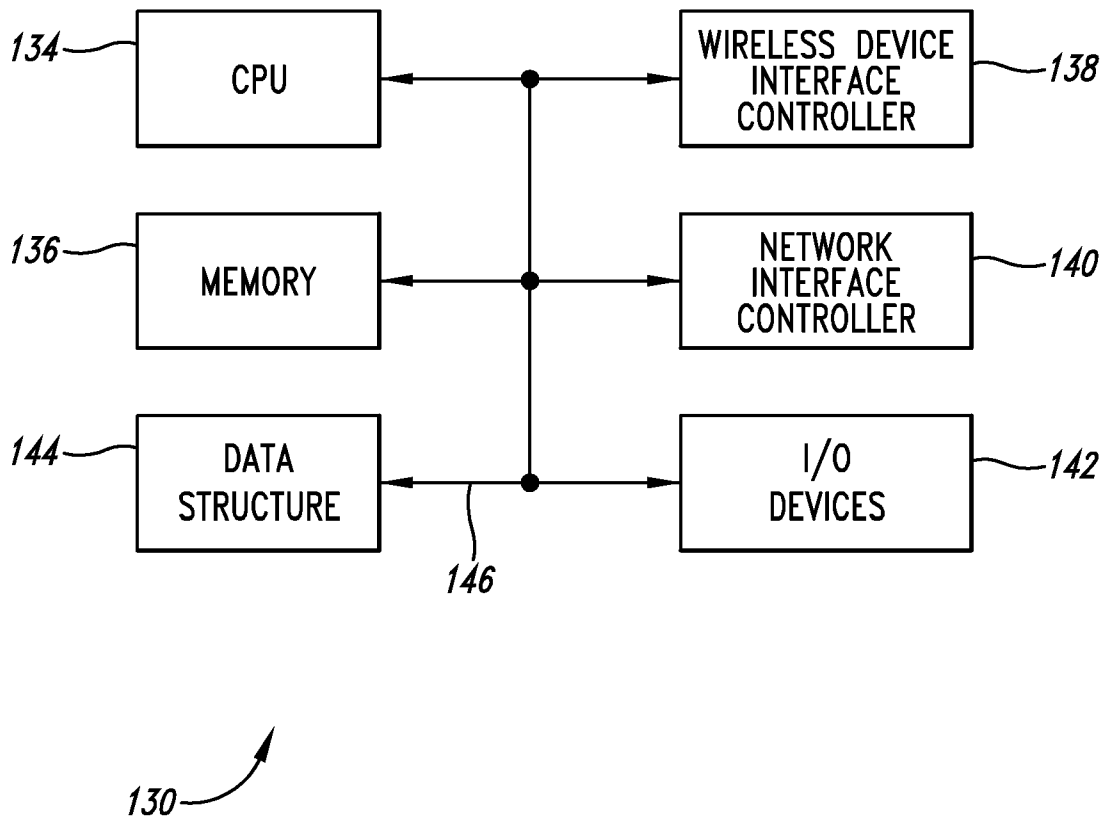 134
CPU
WIRELESS DEVICE
INTERFACE
CONTROLLER
138
136
MEMORY
NETWORK
INTERFACE
CONTROLLER
140
144
DATA
STRUCTURE
I/O
DEVICES
142
146
130